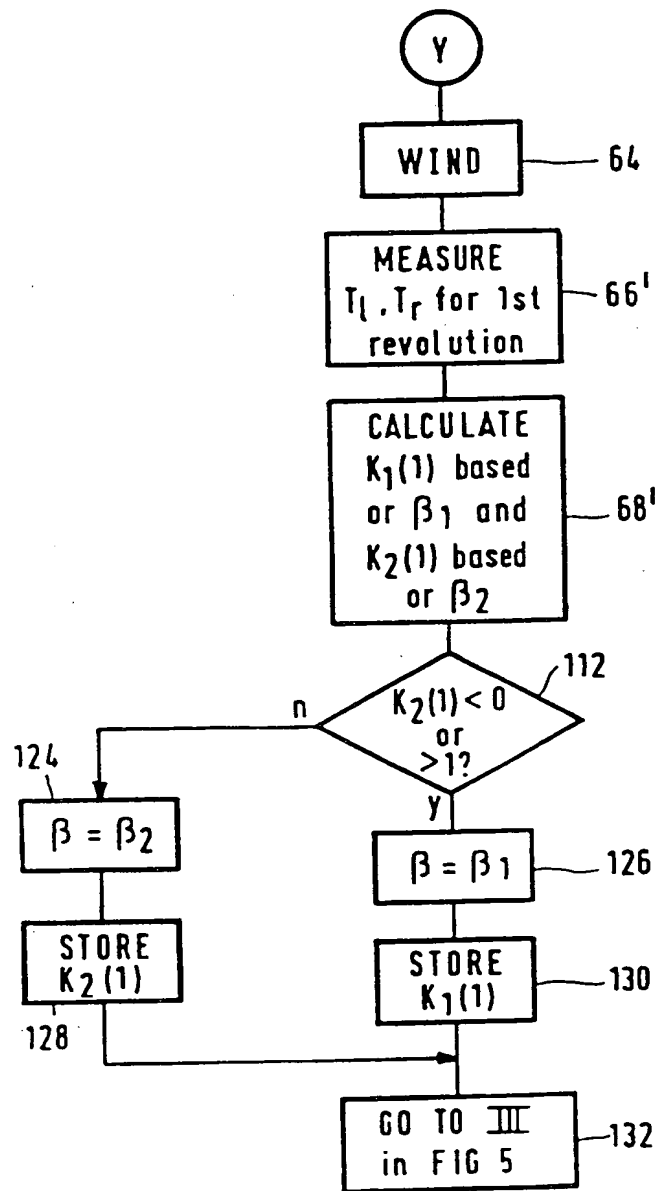 Y
WIND
64
MEASURE
Tl, Tr for 1st
revolution
66'
CALCULATE
K1(1) based
or β1 and
K2(1) based
or β2
68'
112
K2(1) < 0
or
> 1?
n
y
124
β = β2
β = β1
126
STORE
K2(1)
128
STORE
K1(1)
130
GO TO III
in FIG 5
132